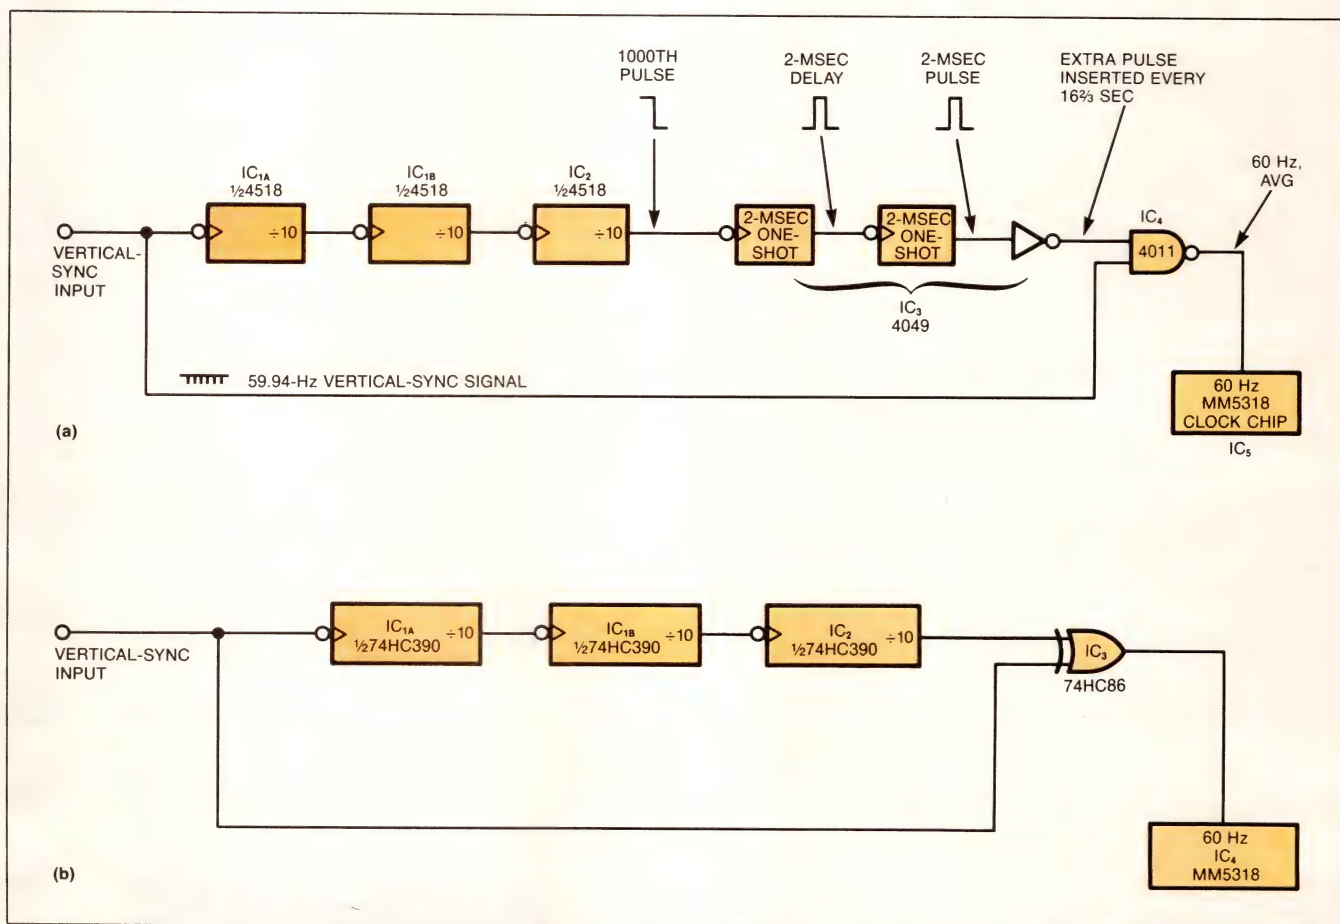 1000TH
PULSE
2-MSEC
DELAY
2-MSEC
PULSE
EXTRA PULSE
INSERTED EVERY
16⅔ SEC
60 Hz,
AVG
IC1A
½4518
IC1B
½4518
IC2
½4518
÷10
÷10
÷10
2-MSEC
ONE-
SHOT
2-MSEC
ONE-
SHOT
IC4
4011
VERTICAL-
SYNC
INPUT
IC3
4049
59.94-Hz VERTICAL-SYNC SIGNAL
60 Hz
MM5318
CLOCK CHIP
IC5
(a)
VERTICAL-SYNC
INPUT
IC1A
½74HC390
÷10
IC1B
½74HC390
÷10
IC2
½74HC390
÷10
IC3
74HC86
60 Hz
IC4
MM5318
(b)